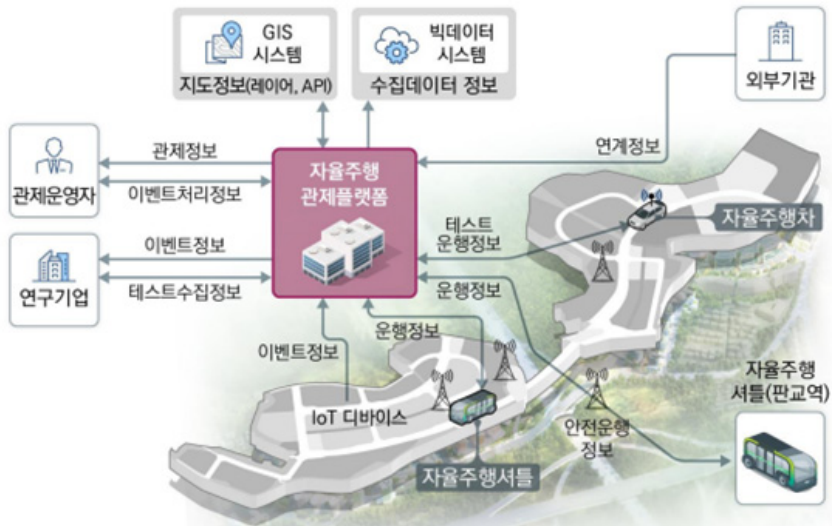 GIS
시스템
지도정보(레이어, API)
빅데이터
시스템
수집데이터 정보
외부기관
관제정보
연계정보
자율주행
관제플랫폼
관제운영자
이벤트처리정보
테스트
운행정보
자율주행차
이벤트정보
연구기업
테스트수집정보
운행정보
운행정보
이벤트정보
자율주행
셔틀(판교역)
IoT 디바이스
안전운행
정보
자율주행셔틀